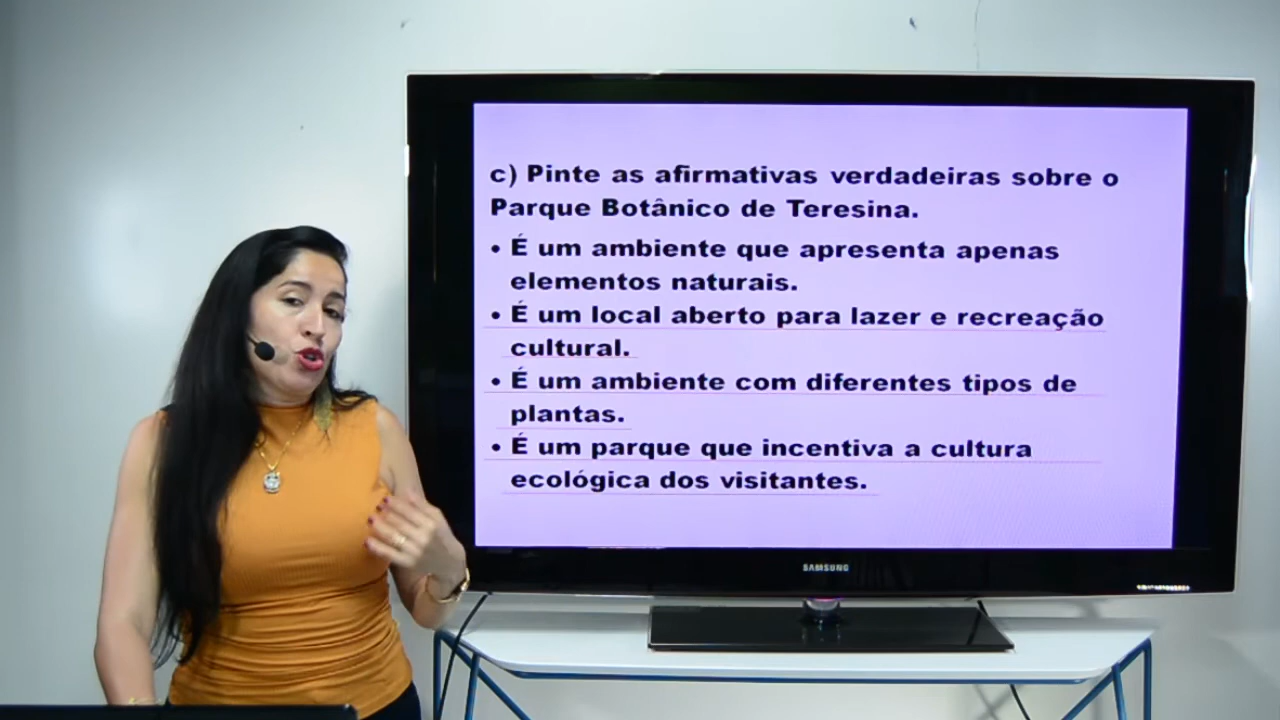 c) Pinte as afirmativas verdadeiras sobre o
Parque Botânico de Teresina.
• É um ambiente que apresenta apenas
elementos naturais.
• É um local aberto para lazer e recreação
cultural.
• É um ambiente com diferentes tipos de
plantas.
• É um parque que incentiva a cultura
ecológica dos visitantes.
SAMSUNG